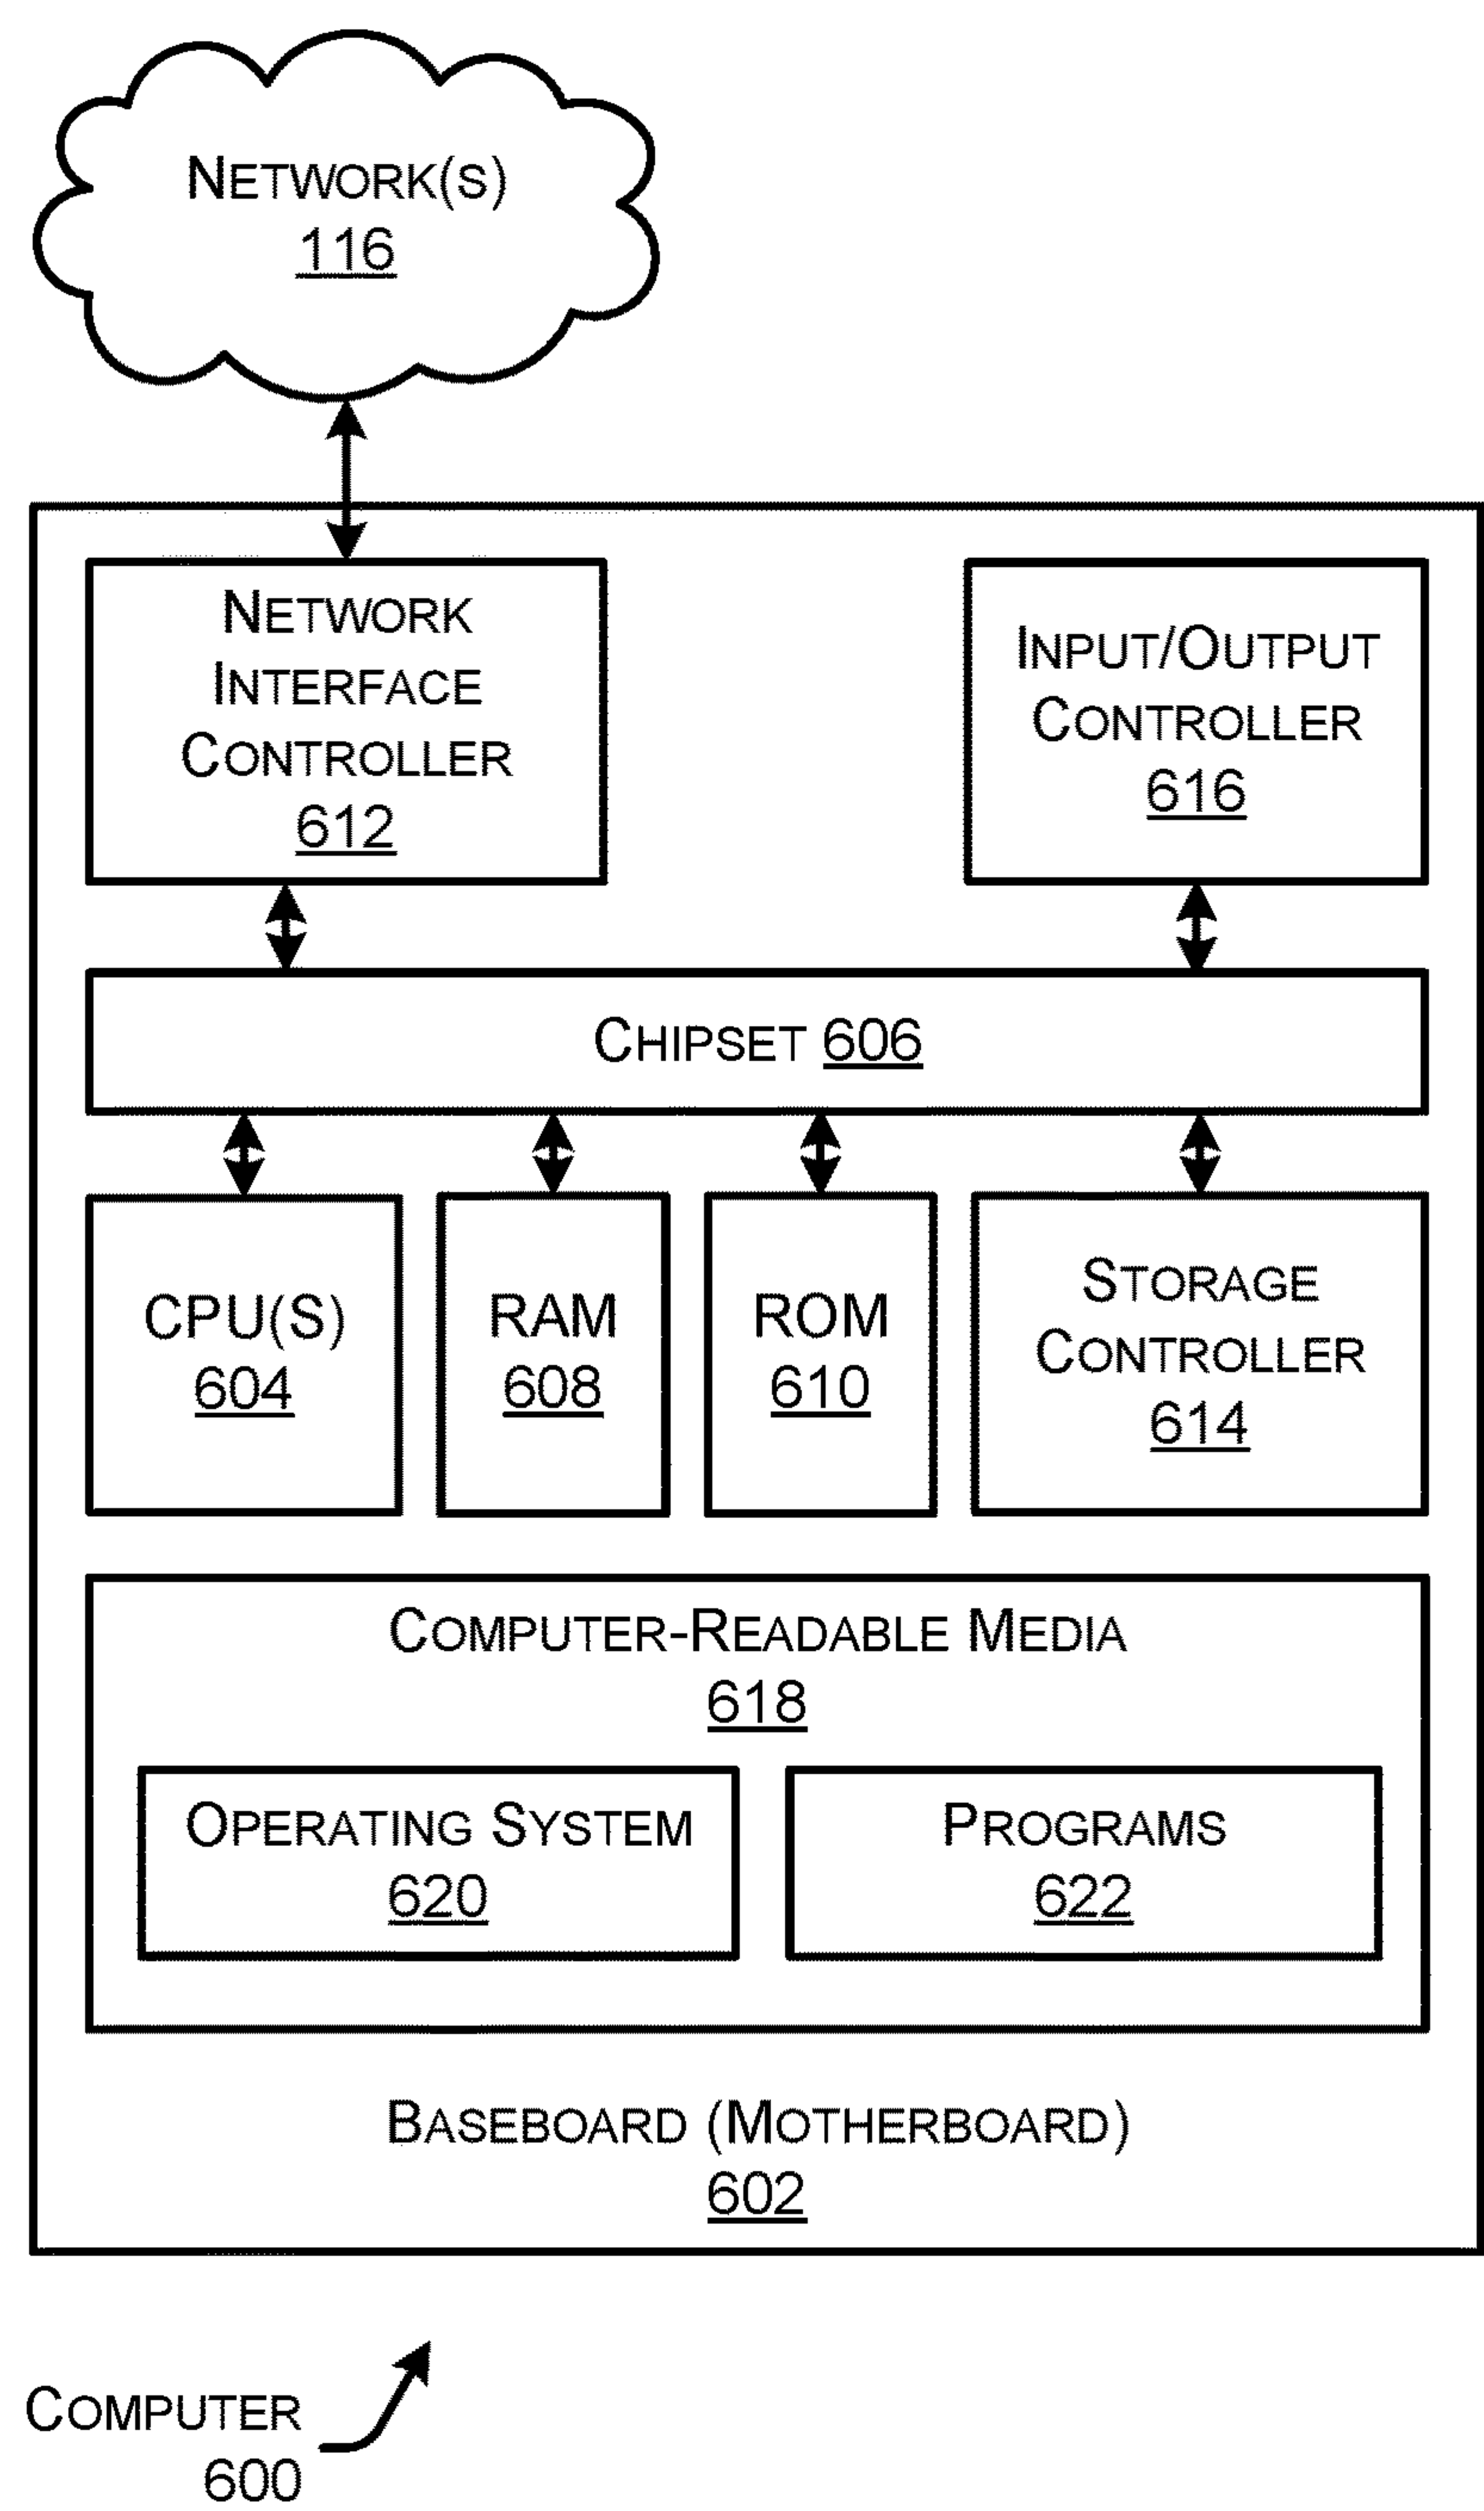 NETWORK(S)
116
NETWORK
INTERFACE
CONTROLLER
612
INPUT/OUTPUT
CONTROLLER
616
CHIPSET 606
CPU(S)
604
RAM
608
ROM
610
STORAGE
CONTROLLER
614
COMPUTER-READABLE MEDIA
618
OPERATING SYSTEM
620
PROGRAMS
622
BASEBOARD (MOTHERBOARD)
602
COMPUTER
600